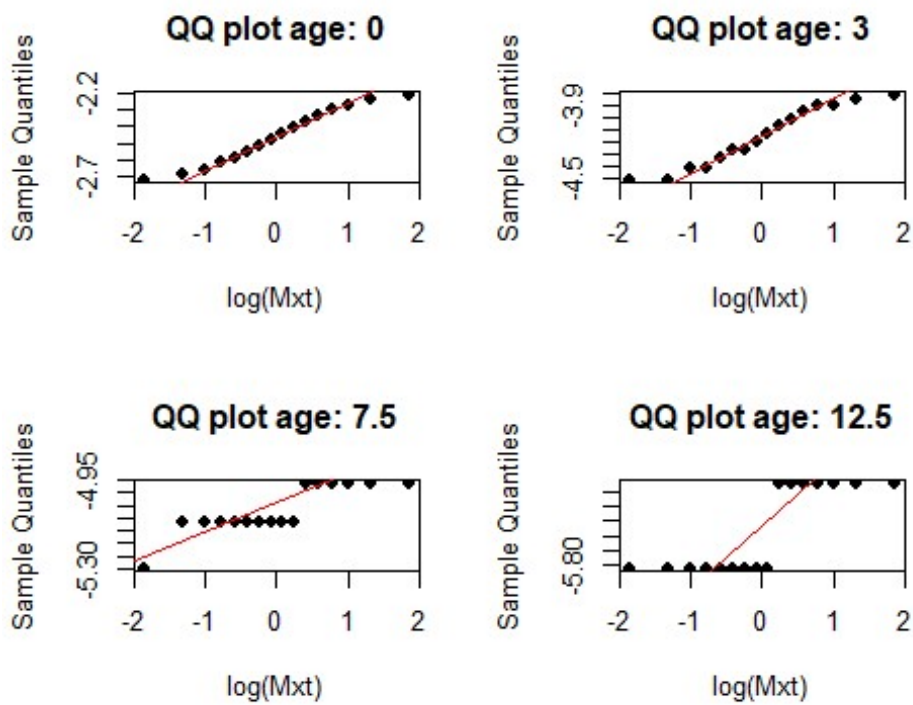 QQ plot age: 0
Sample Quantiles
-2.2
-2.7
-2 -1 0 1 2
log(Mxt)
QQ plot age: 3
Sample Quantiles
-3.9
-4.5
-2 -1 0 1 2
log(Mxt)
QQ plot age: 7.5
Sample Quantiles
-4.95
-5.30
-2 -1 0 1 2
log(Mxt)
QQ plot age: 12.5
Sample Quantiles
-5.80
-2 -1 0 1 2
log(Mxt)